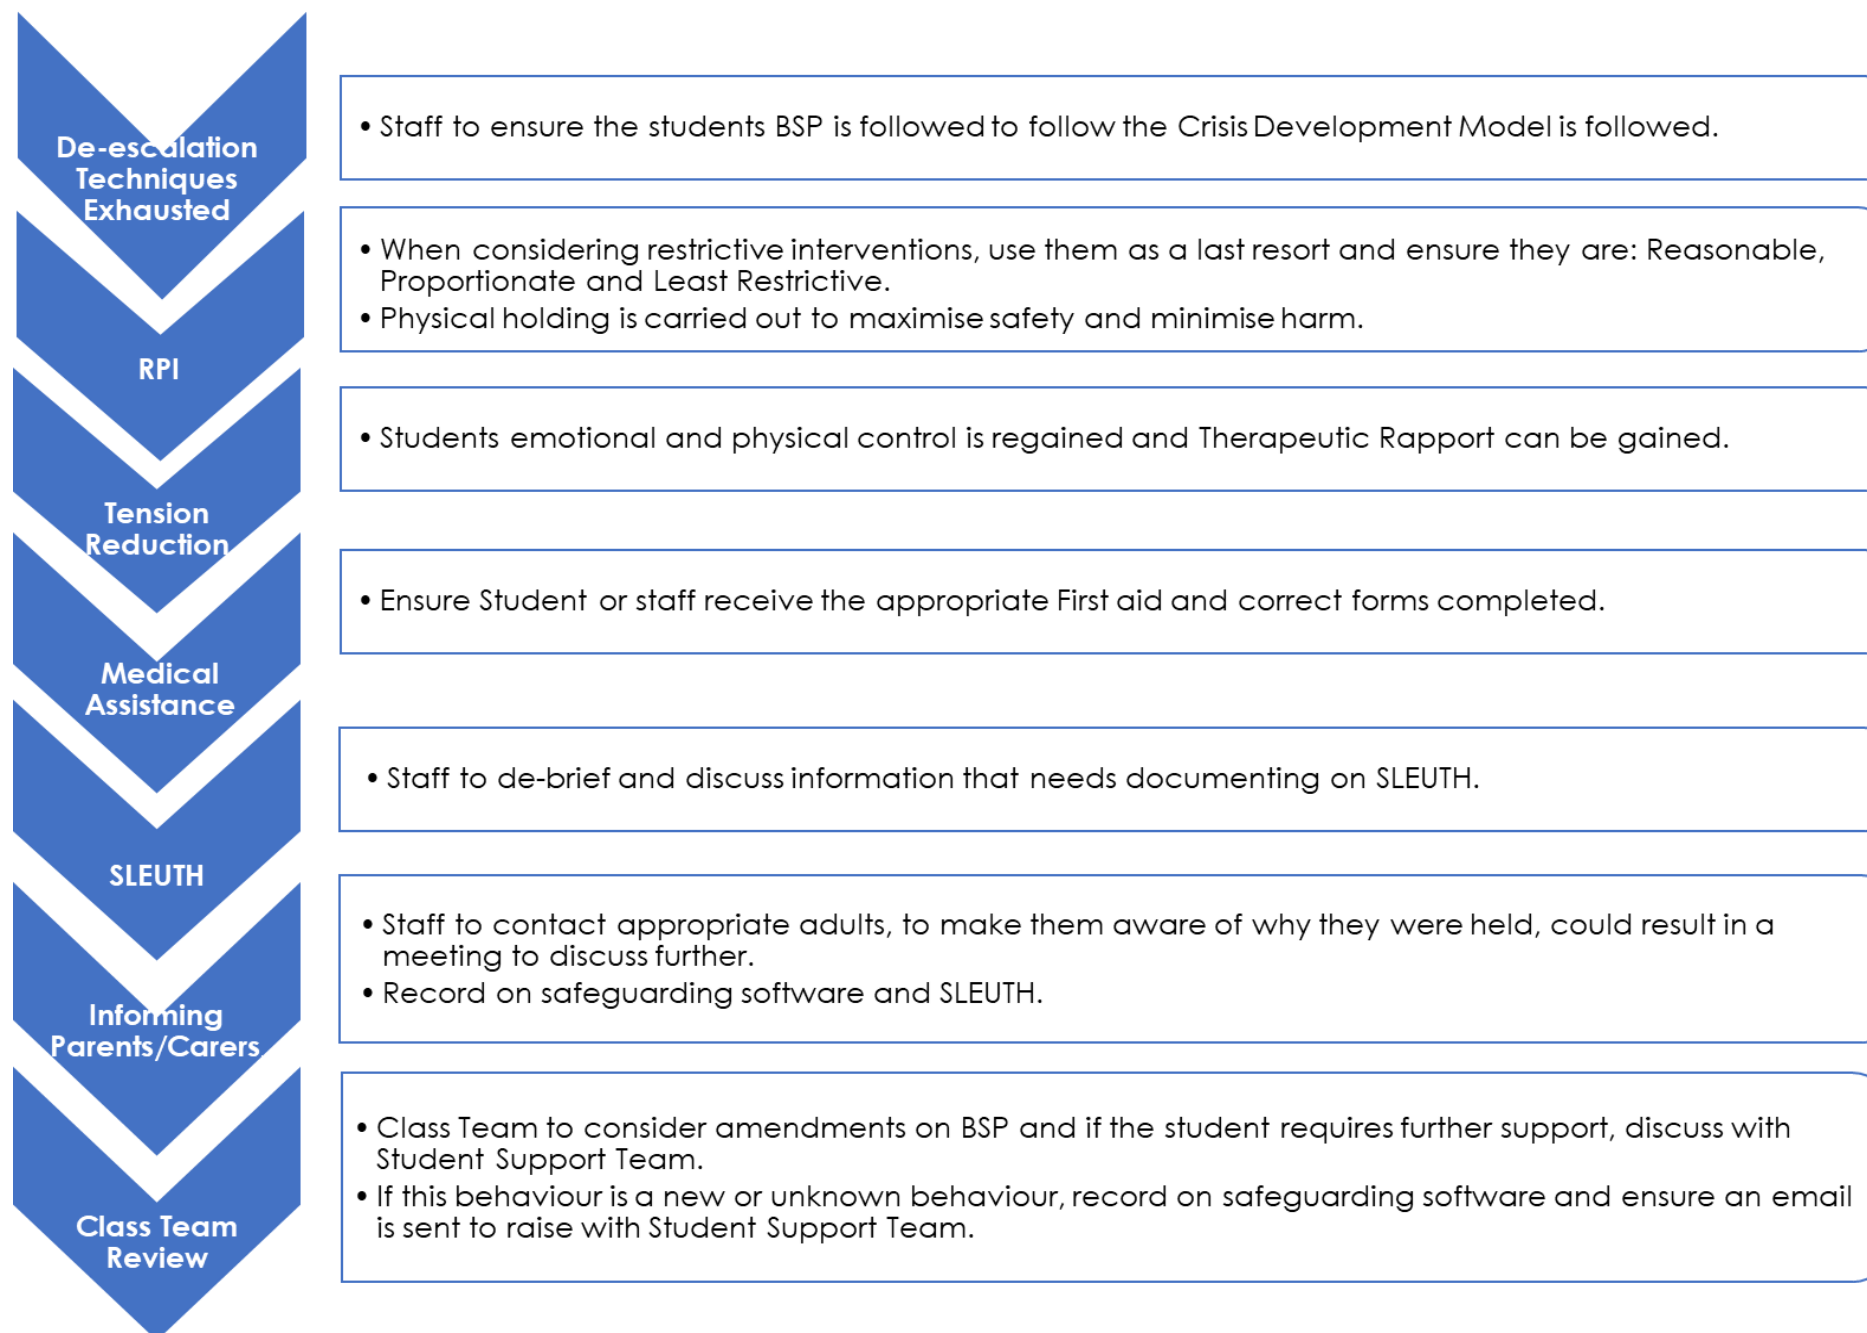 De-escalation
Techniques
Exhausted
• Staff to ensure the students BSP is followed to follow the Crisis Development Model is followed.
RPI
• When considering restrictive interventions, use them as a last resort and ensure they are: Reasonable,
Proportionate and Least Restrictive.
• Physical holding is carried out to maximise safety and minimise harm.
Tension
Reduction
• Students emotional and physical control is regained and Therapeutic Rapport can be gained.
Medical
Assistance
• Ensure Student or staff receive the appropriate First aid and correct forms completed.
SLEUTH
• Staff to de-brief and discuss information that needs documenting on SLEUTH.
Informing
Parents/Carers
• Staff to contact appropriate adults, to make them aware of why they were held, could result in a
meeting to discuss further.
• Record on safeguarding software and SLEUTH.
Class Team
Review
• Class Team to consider amendments on BSP and if the student requires further support, discuss with
Student Support Team.
• If this behaviour is a new or unknown behaviour, record on safeguarding software and ensure an email
is sent to raise with Student Support Team.